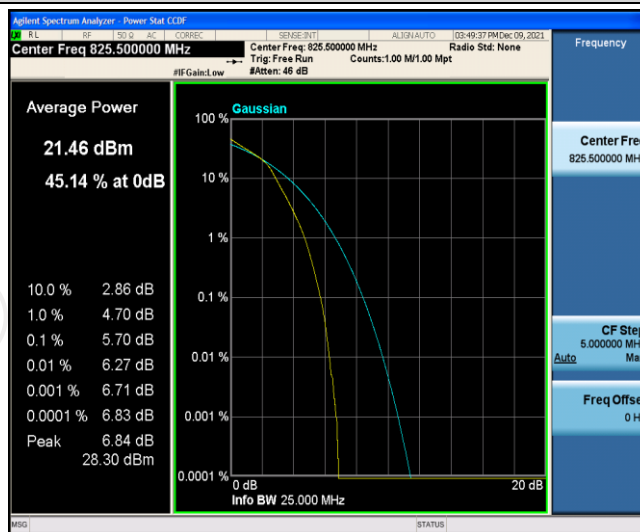 Agilent Spectrum Analyzer - Power Stat CCDF
RL RF 50 Ω AC CORREC SENSE:INT ALIGNAUTO 03:49:37 PM Dec 09, 2021
Center Freq 825.500000 MHz
Center Freq: 825.500000 MHz
Radio Std: None
Trig: Free Run
Counts:1.00 M/1.00 Mpt
#IFGain:Low
#Atten: 46 dB
Average Power
21.46 dBm
45.14 % at 0dB
10.0 % 2.86 dB
1.0 % 4.70 dB
0.1 % 5.70 dB
0.01 % 6.27 dB
0.001 % 6.71 dB
0.0001 % 6.83 dB
Peak 6.84 dB
28.30 dBm
Gaussian
100 %
10 %
1 %
0.1 %
0.01 %
0.001 %
0.0001 %
0 dB
20 dB
Info BW 25.000 MHz
Frequency
Center Fre
825.500000 MH
CF Step
5.000000 MH
Auto Ma
Freq Offse
0 H
MSG
STATUS